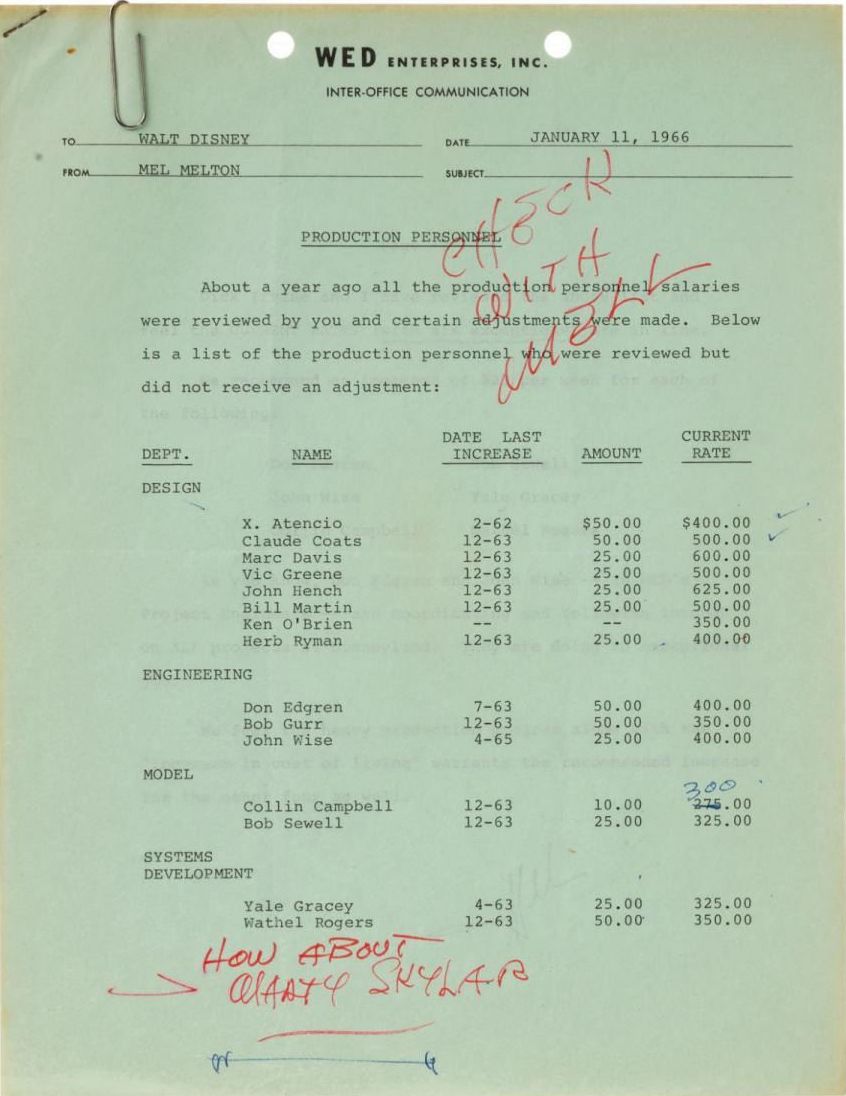 WED ENTERPRISES, INC.
INTER-OFFICE COMMUNICATION
TO WALT DISNEY DATE JANUARY 11, 1966
FROM MEL MELTON SUBJECT
CHECK
WITH
MELL
PRODUCTION PERSONNEL
About a year ago all the production personnel salaries
were reviewed by you and certain adjustments were made. Below
is a list of the production personnel who were reviewed but
did not receive an adjustment:
DEPT. NAME DATE LAST INCREASE AMOUNT CURRENT RATE
DESIGN
X. Atencio 2-62 $50.00 $400.00 ✓
Claude Coats 12-63 50.00 500.00 ✓
Marc Davis 12-63 25.00 600.00
Vic Greene 12-63 25.00 500.00
John Hench 12-63 25.00 625.00
Bill Martin 12-63 25.00 500.00
Ken O'Brien -- -- 350.00
Herb Ryman 12-63 25.00 400.00
ENGINEERING
Don Edgren 7-63 50.00 400.00
Bob Gurr 12-63 50.00 350.00
John Wise 4-65 25.00 400.00
MODEL
300
Collin Campbell 12-63 10.00 275.00
Bob Sewell 12-63 25.00 325.00
SYSTEMS
DEVELOPMENT
Yale Gracey 4-63 25.00 325.00
Wathel Rogers 12-63 50.00 350.00
HOW ABOUT
MARTY SKYLAR